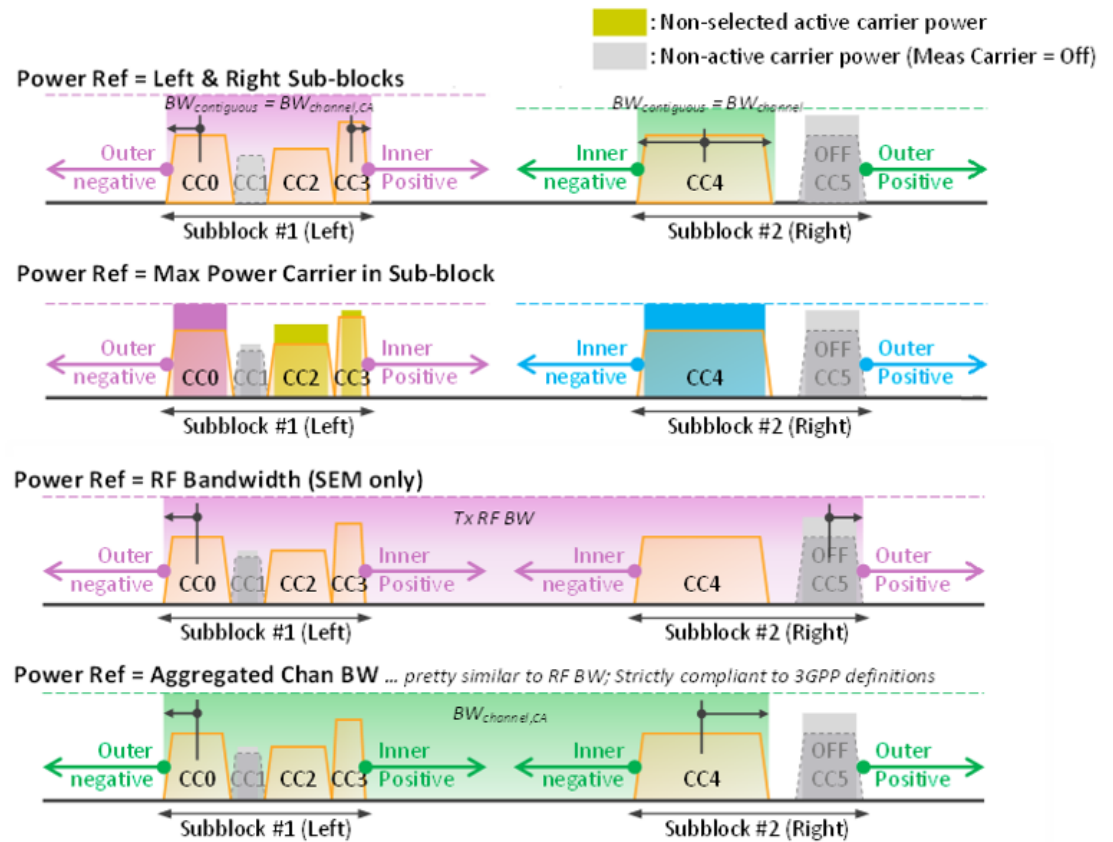 : Non-selected active carrier power
: Non-active carrier power (Meas Carrier = Off)
Power Ref = Left & Right Sub-blocks
BWcontiguous = BWchannel,CA
BWcontiguous = BWchannel
Outer
negative
CC0
CC1
CC2
CC3
Inner
Positive
Inner
negative
CC4
OFF
CC5
Outer
Positive
Subblock #1 (Left)
Subblock #2 (Right)
Power Ref = Max Power Carrier in Sub-block
Outer
negative
CC0
CC1
CC2
CC3
Inner
Positive
Inner
negative
CC4
OFF
CC5
Outer
Positive
Subblock #1 (Left)
Subblock #2 (Right)
Power Ref = RF Bandwidth (SEM only)
Tx RF BW
Outer
negative
CC0
CC1
CC2
CC3
Inner
Positive
Inner
negative
CC4
OFF
CC5
Outer
Positive
Subblock #1 (Left)
Subblock #2 (Right)
Power Ref = Aggregated Chan BW ... pretty similar to RF BW; Strictly compliant to 3GPP definitions
BWchannel,CA
Outer
negative
CC0
CC1
CC2
CC3
Inner
Positive
Inner
negative
CC4
OFF
CC5
Outer
Positive
Subblock #1 (Left)
Subblock #2 (Right)